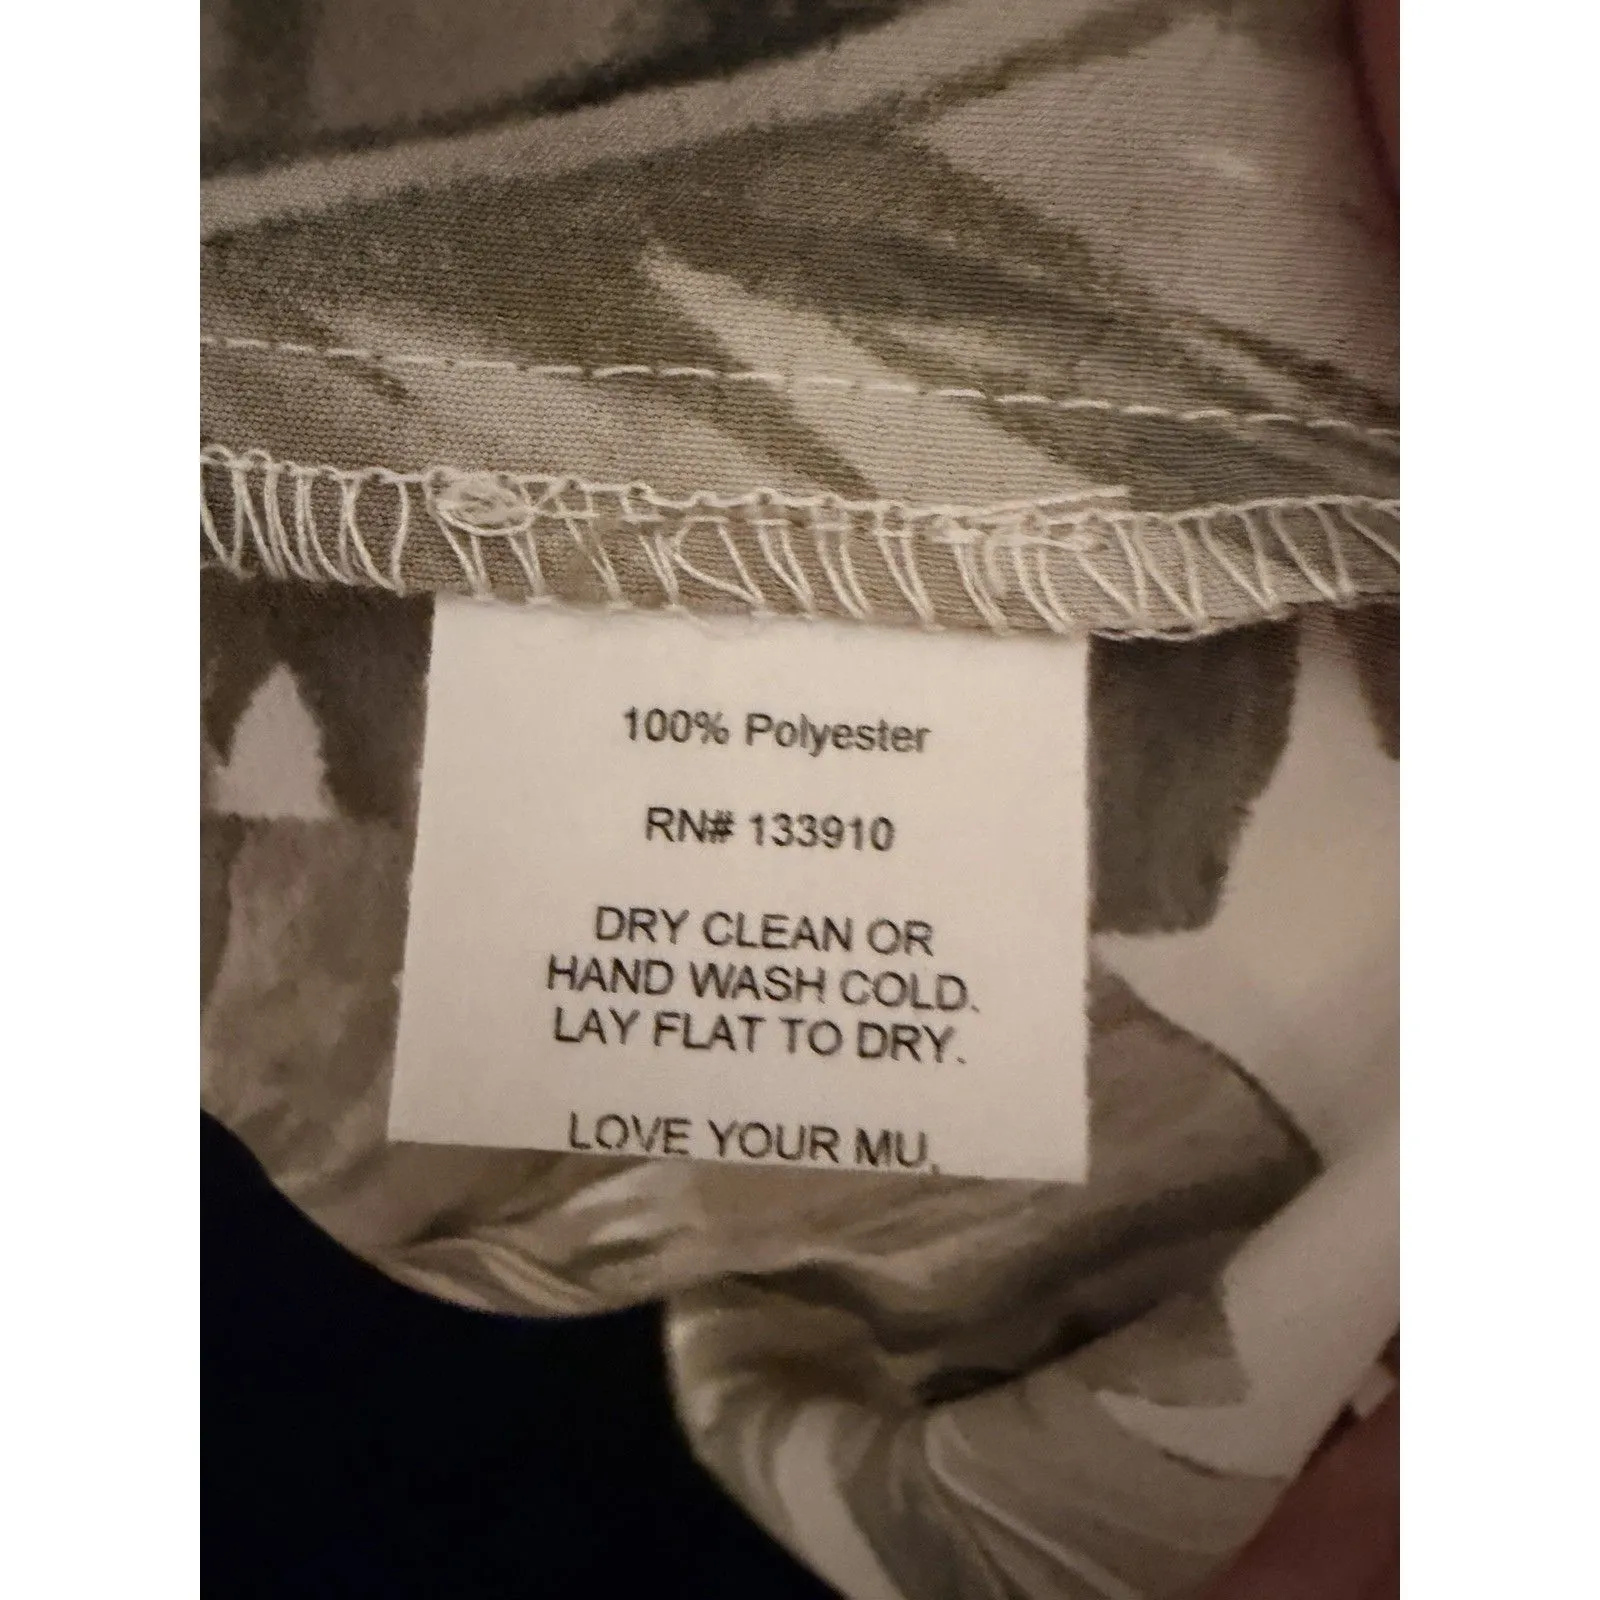 100% Polyester
RN# 133910
DRY CLEAN OR
HAND WASH COLD.
LAY FLAT TO DRY.
LOVE YOUR MU,